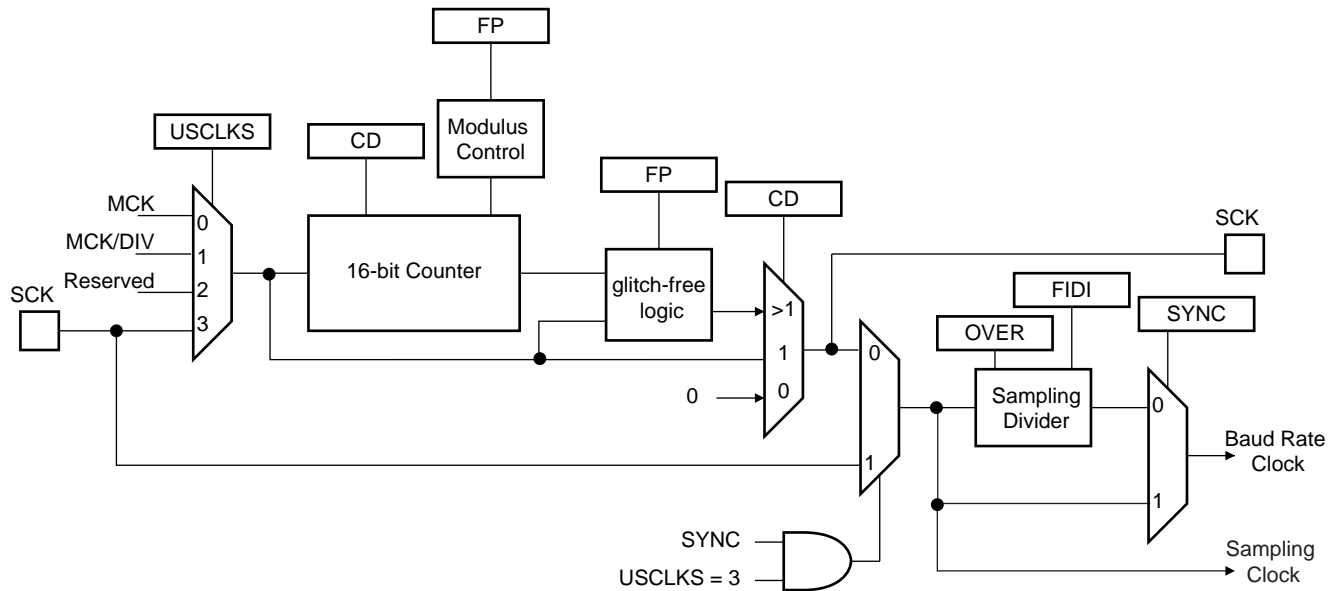 FP
USCLKS
CD
Modulus
Control
FP
CD
SCK
MCK
0
MCK/DIV
1
16-bit Counter
Reserved
2
glitch-free
logic
SCK
3
>1
FIDI
SYNC
OVER
1
0
0
0
Sampling
Divider
0
1
Baud Rate
Clock
1
SYNC
USCLKS = 3
Sampling
Clock